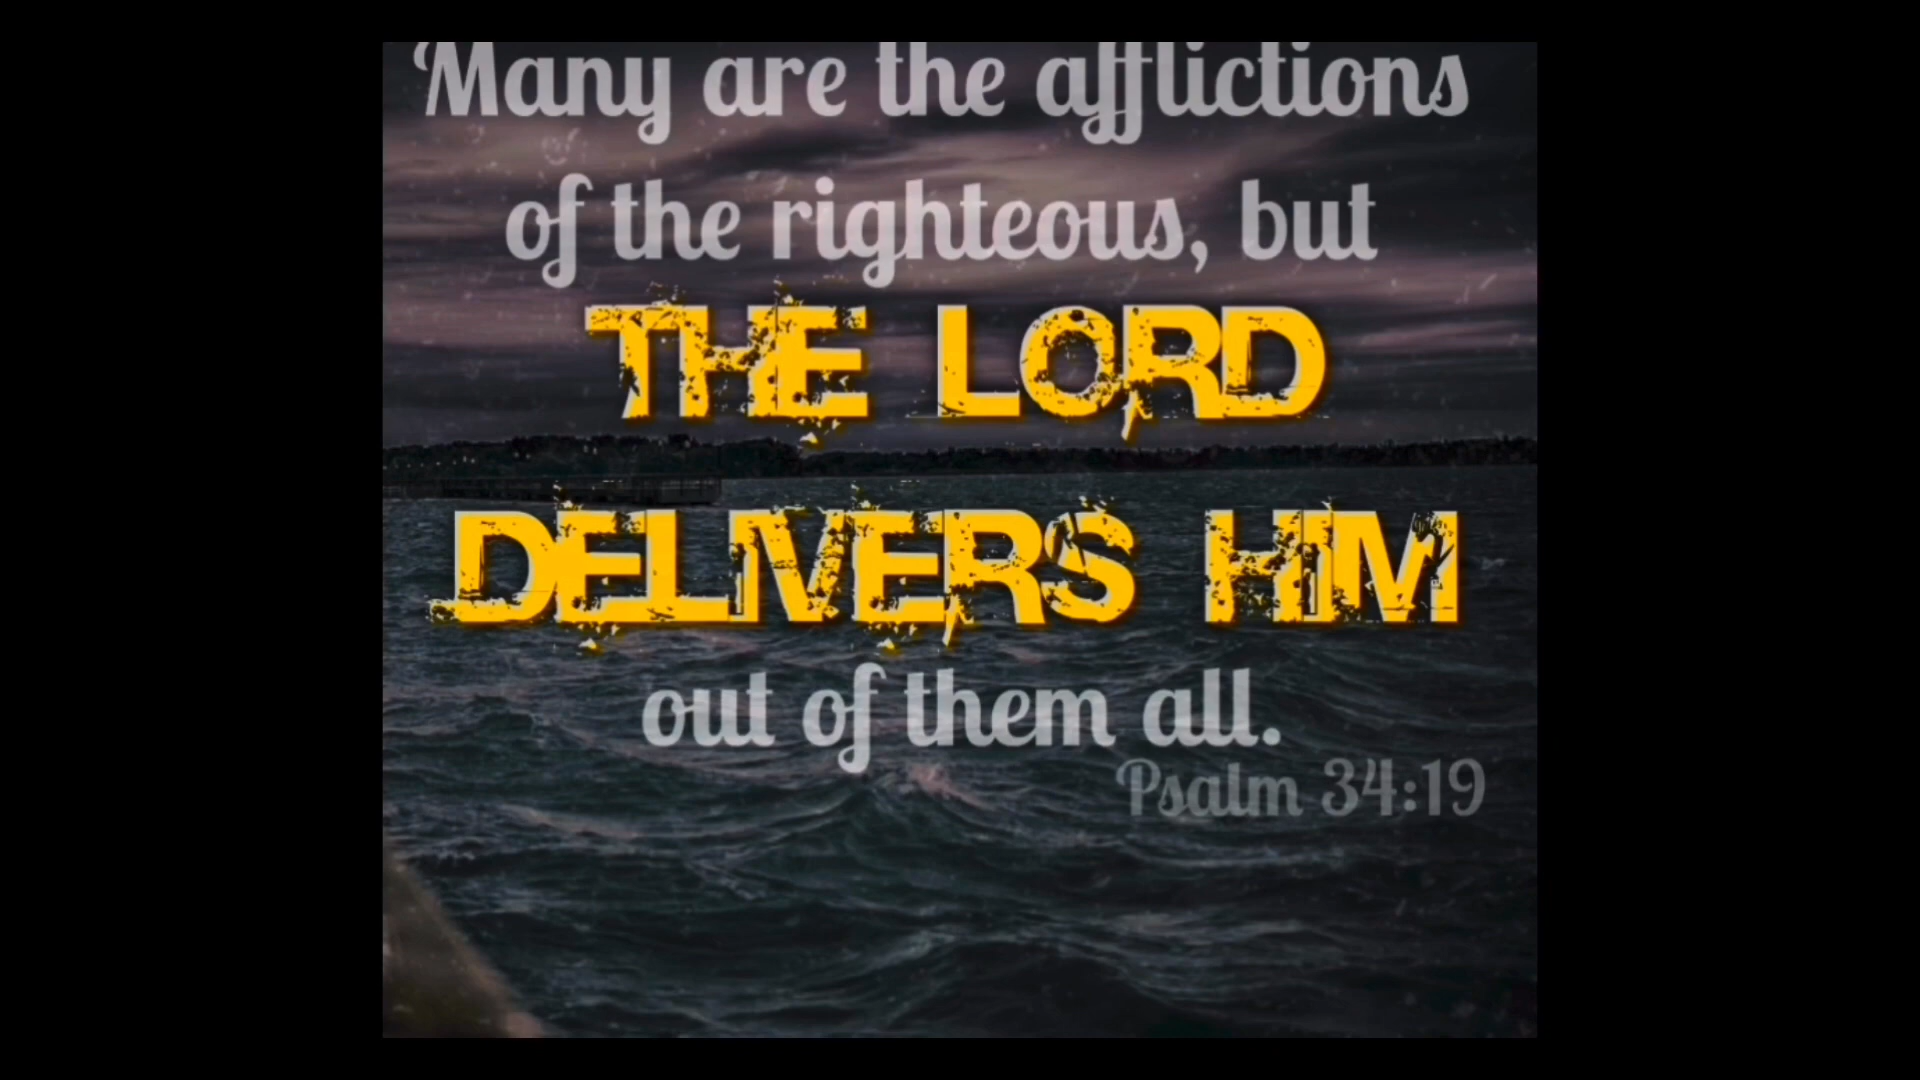 Many are the afflictions
of the righteous, but
THE LORD
DELIVERS HIM
out of them all.
Psalm 34:19